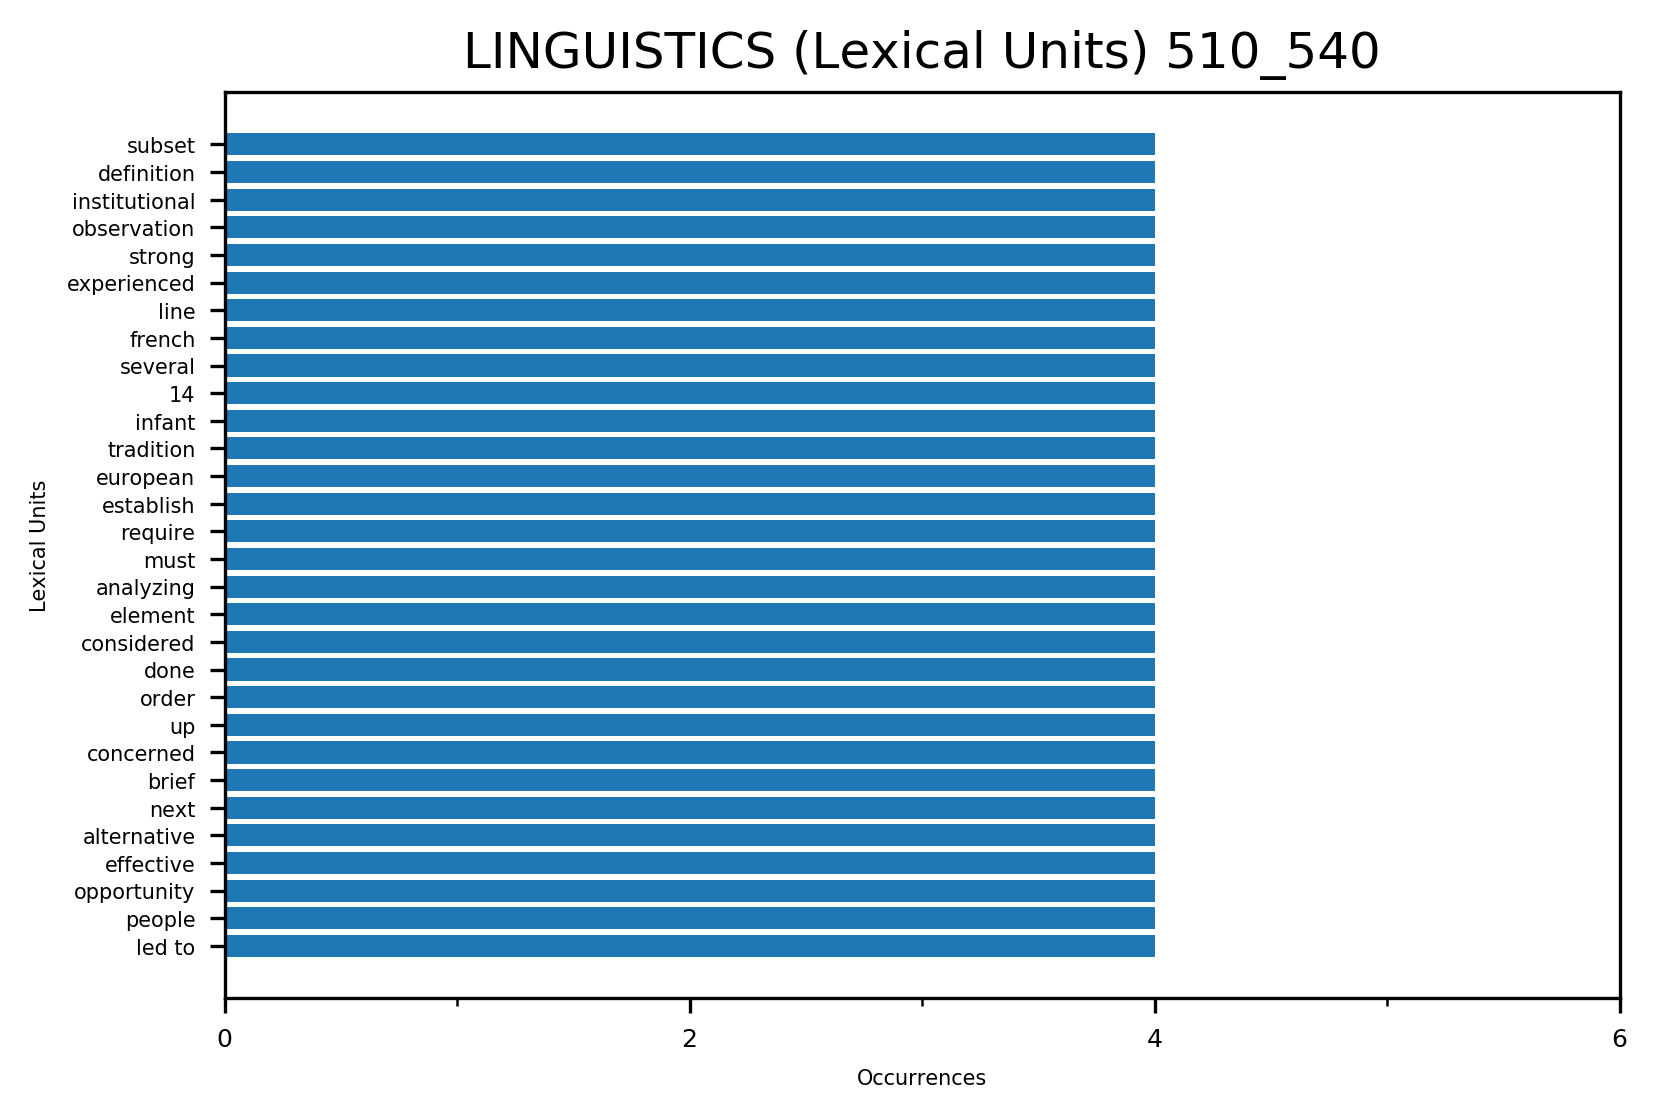 LINGUISTICS (Lexical Units) 510_540
subset
definition
institutional
observation
strong
experienced
line
french
several
14
infant
tradition
european
establish
require
must
analyzing
element
considered
done
order
up
concerned
brief
next
alternative
effective
opportunity
people
led to
Lexical Units
0 2 4 6
Occurrences